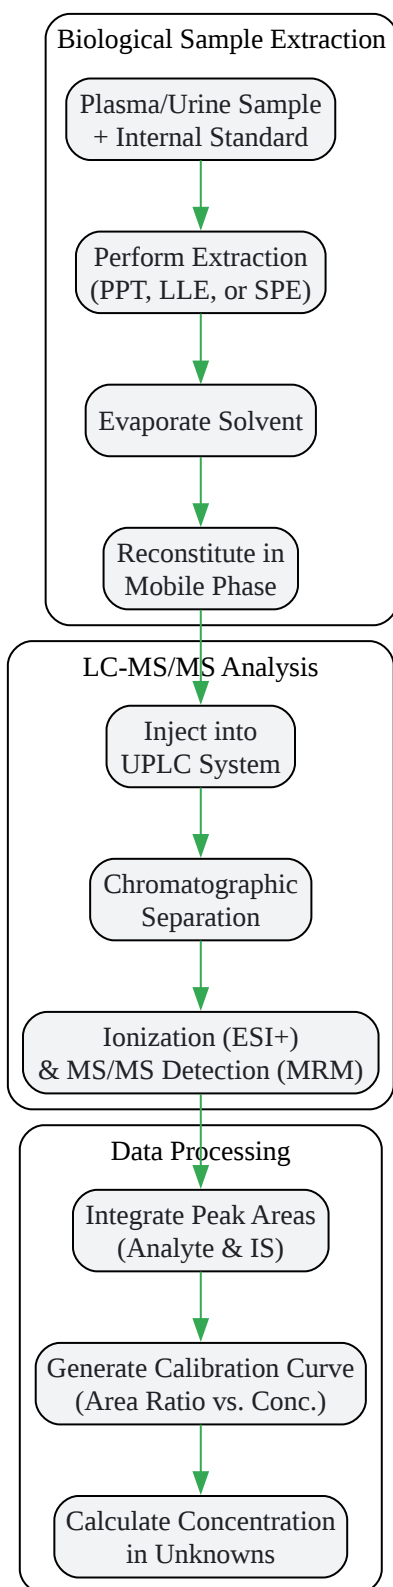 Biological Sample Extraction
Plasma/Urine Sample
+ Internal Standard
Perform Extraction
(PPT, LLE, or SPE)
Evaporate Solvent
Reconstitute in
Mobile Phase
LC-MS/MS Analysis
Inject into
UPLC System
Chromatographic
Separation
Ionization (ESI+)
& MS/MS Detection (MRM)
Data Processing
Integrate Peak Areas
(Analyte & IS)
Generate Calibration Curve
(Area Ratio vs. Conc.)
Calculate Concentration
in Unknowns